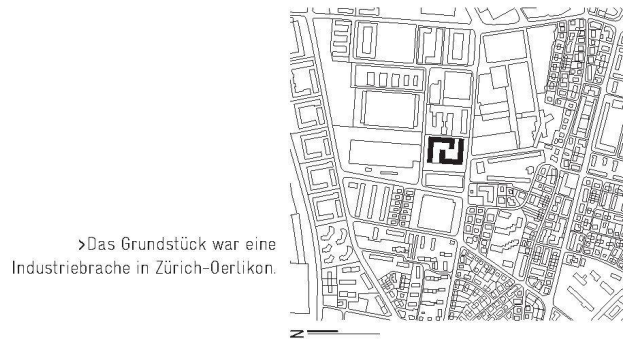 >Das Grundstück war eine
Industriebrache in Zürich-Oerlikon.
N